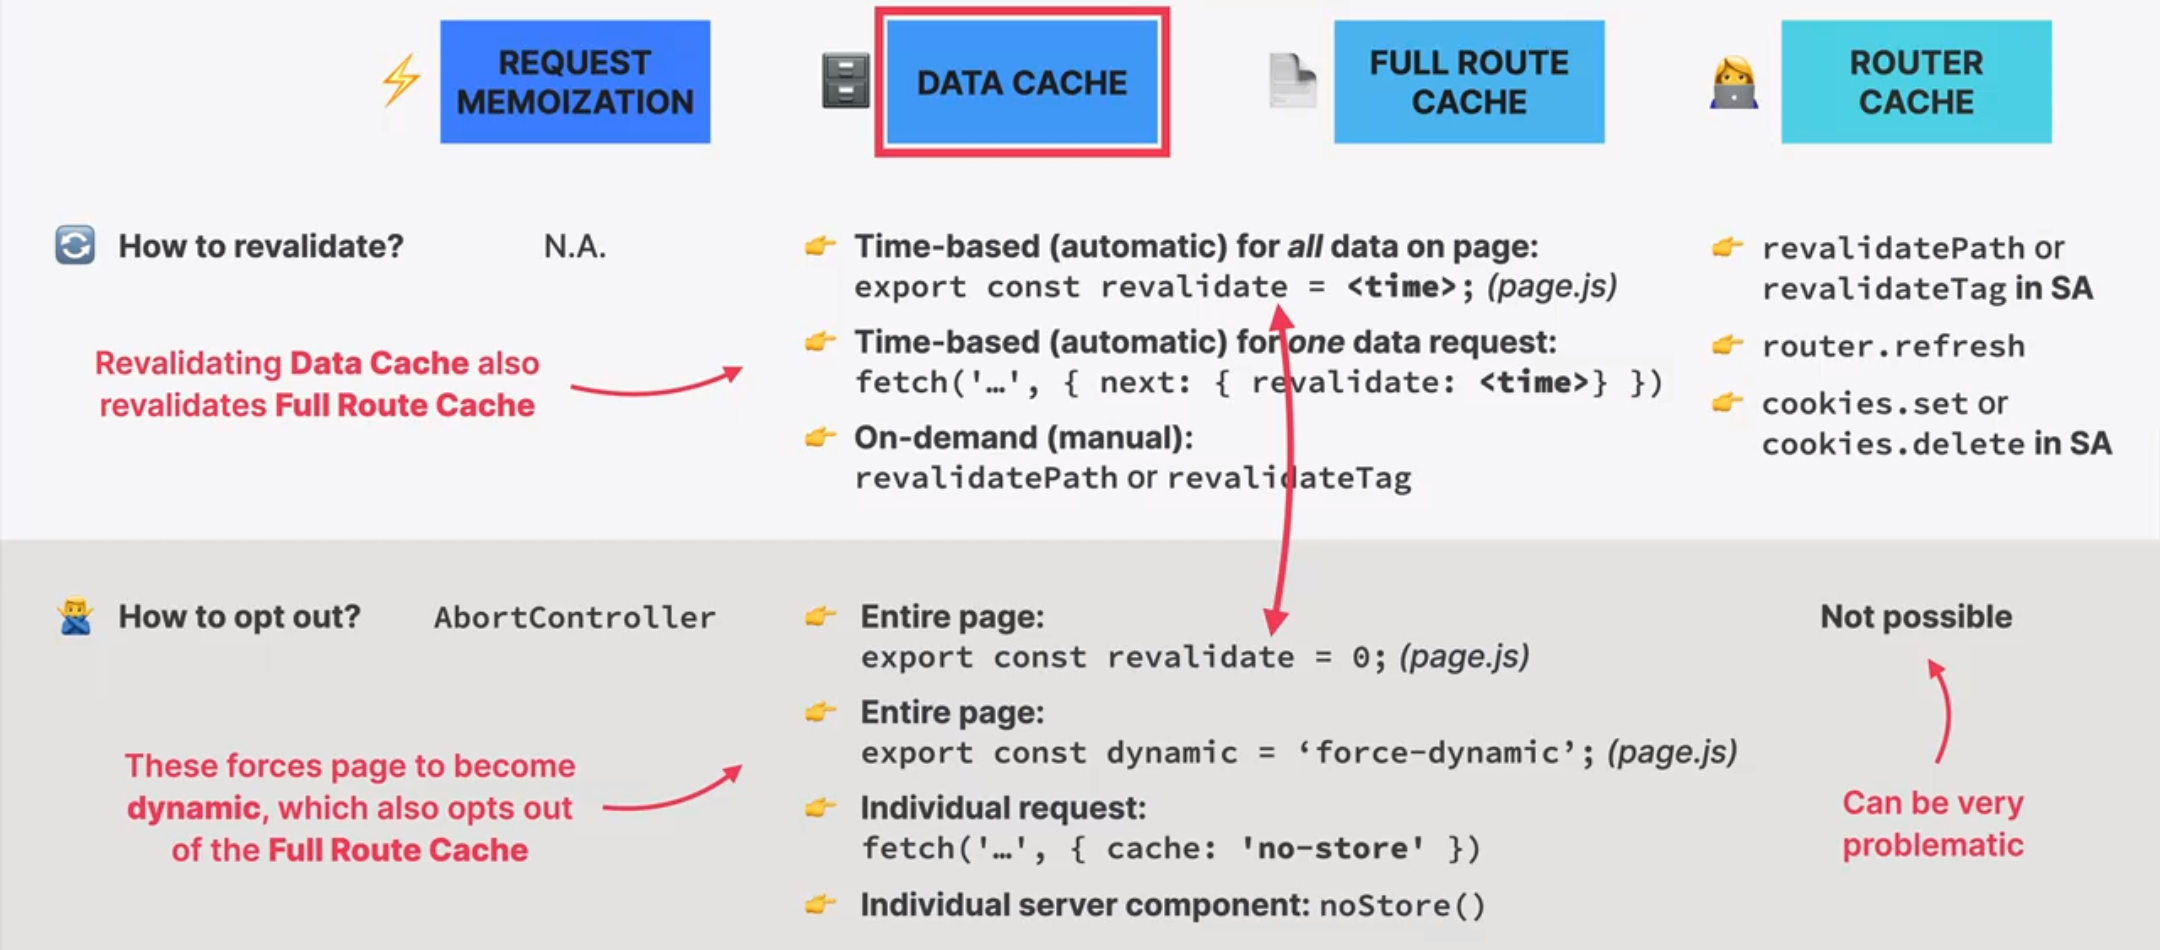 REQUEST
MEMOIZATION
DATA CACHE
FULL ROUTE
CACHE
ROUTER
CACHE
How to revalidate?
N.A.
Time-based (automatic) for all data on page:
export const revalidate = <time>; (page.js)
Time-based (automatic) for one data request:
fetch('…', { next: { revalidate: <time>} })
On-demand (manual):
revalidatePath or revalidateTag
revalidatePath or
revalidateTag in SA
router.refresh
cookies.set or
cookies.delete in SA
Revalidating Data Cache also
revalidates Full Route Cache
How to opt out?
AbortController
Entire page:
export const revalidate = 0; (page.js)
Entire page:
export const dynamic = ‘force-dynamic’; (page.js)
Individual request:
fetch('…', { cache: 'no-store' })
Individual server component: noStore()
Not possible
These forces page to become
dynamic, which also opts out
of the Full Route Cache
Can be very
problematic